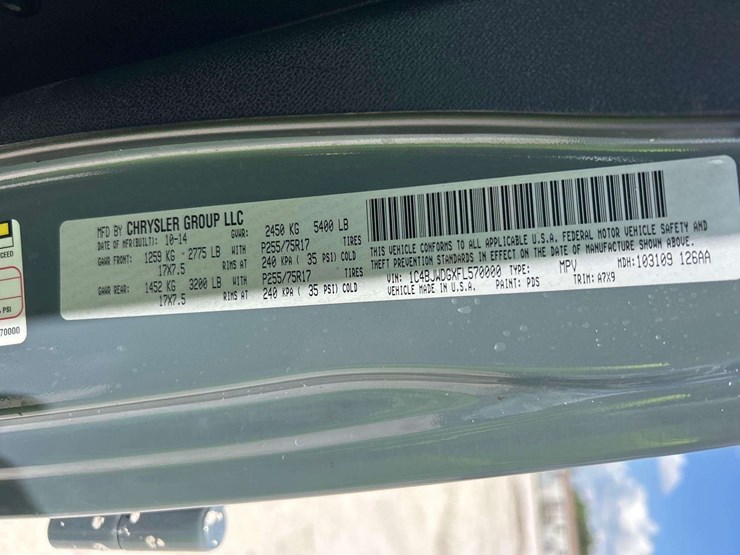 MFD BY CHRYSLER GROUP LLC
DATE OF MFR(BUILT): 10-14 GVWR: 2450 KG 5400 LB
GAWR FRONT: 1259 KG - 2775 LB WITH P255/75R17 TIRES
17X7.5 RIMS AT 240 KPA ( 35 PSI) COLD
GAWR REAR: 1452 KG 3200 LB WITH P255/75R17 TIRES
17X7.5 RIMS AT 240 KPA ( 35 PSI) COLD
THIS VEHICLE CONFORMS TO ALL APPLICABLE U.S.A. FEDERAL MOTOR VEHICLE SAFETY AND
THEFT PREVENTION STANDARDS IN EFFECT ON THE DATE OF MANUFACTURE SHOWN ABOVE.
VIN: 1C4BJWDGXFL570000 TYPE: MPV MDH:103109 126AA
VEHICLE MADE IN U.S.A. PAINT: PDS TRIM: A7X9
CEED
PSI
70000